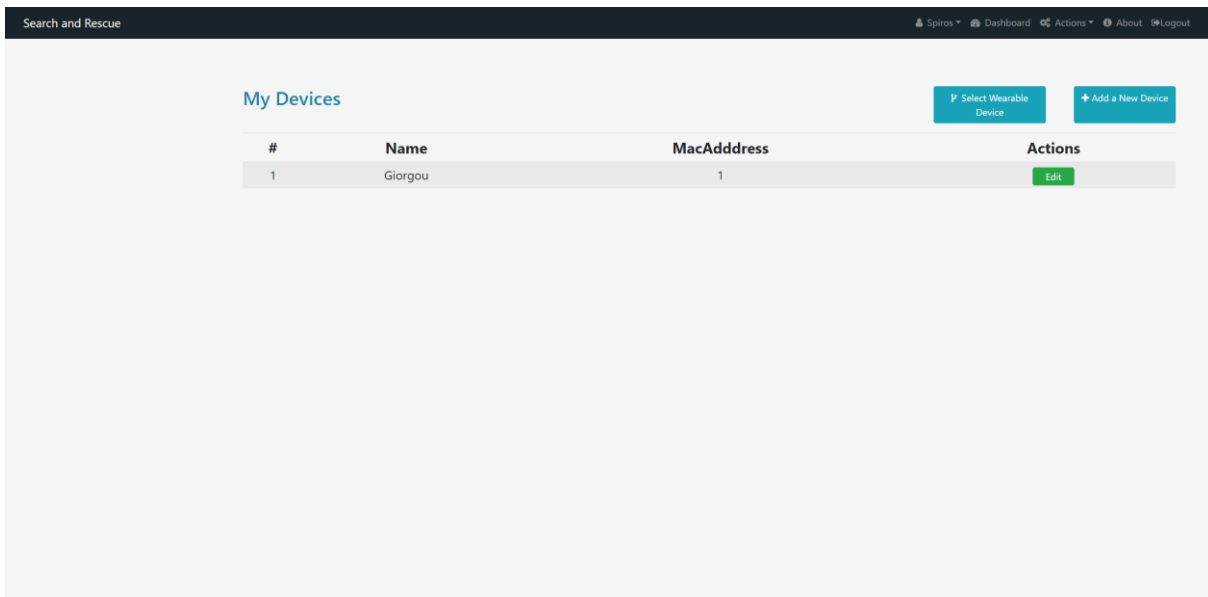 Search and Rescue Spiros Dashboard Actions About Logout
My Devices
Select Wearable
Device
+ Add a New Device
# Name MacAdddress Actions
1 Giorgou 1 Edit